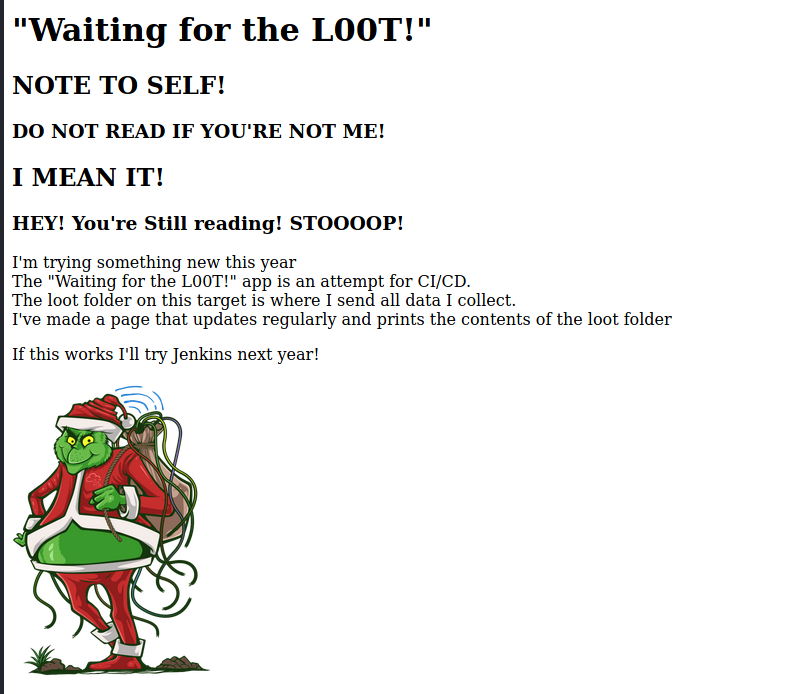 "Waiting for the L00T!"
NOTE TO SELF!
DO NOT READ IF YOU'RE NOT ME!
I MEAN IT!
HEY! You're Still reading! STOOOOP!
I'm trying something new this year
The "Waiting for the L00T!" app is an attempt for CI/CD.
The loot folder on this target is where I send all data I collect.
I've made a page that updates regularly and prints the contents of the loot folder
If this works I'll try Jenkins next year!